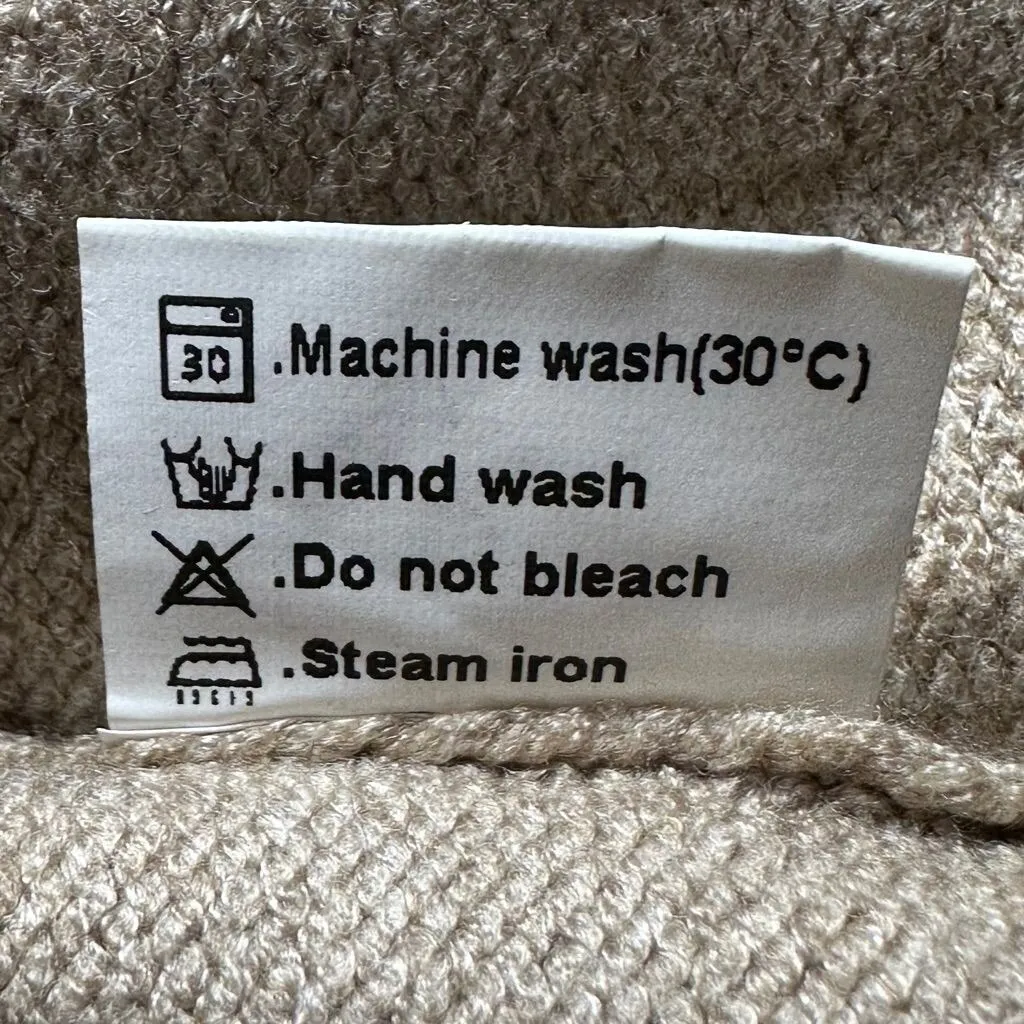 30 .Machine wash(30°C)
.Hand wash
.Do not bleach
.Steam iron